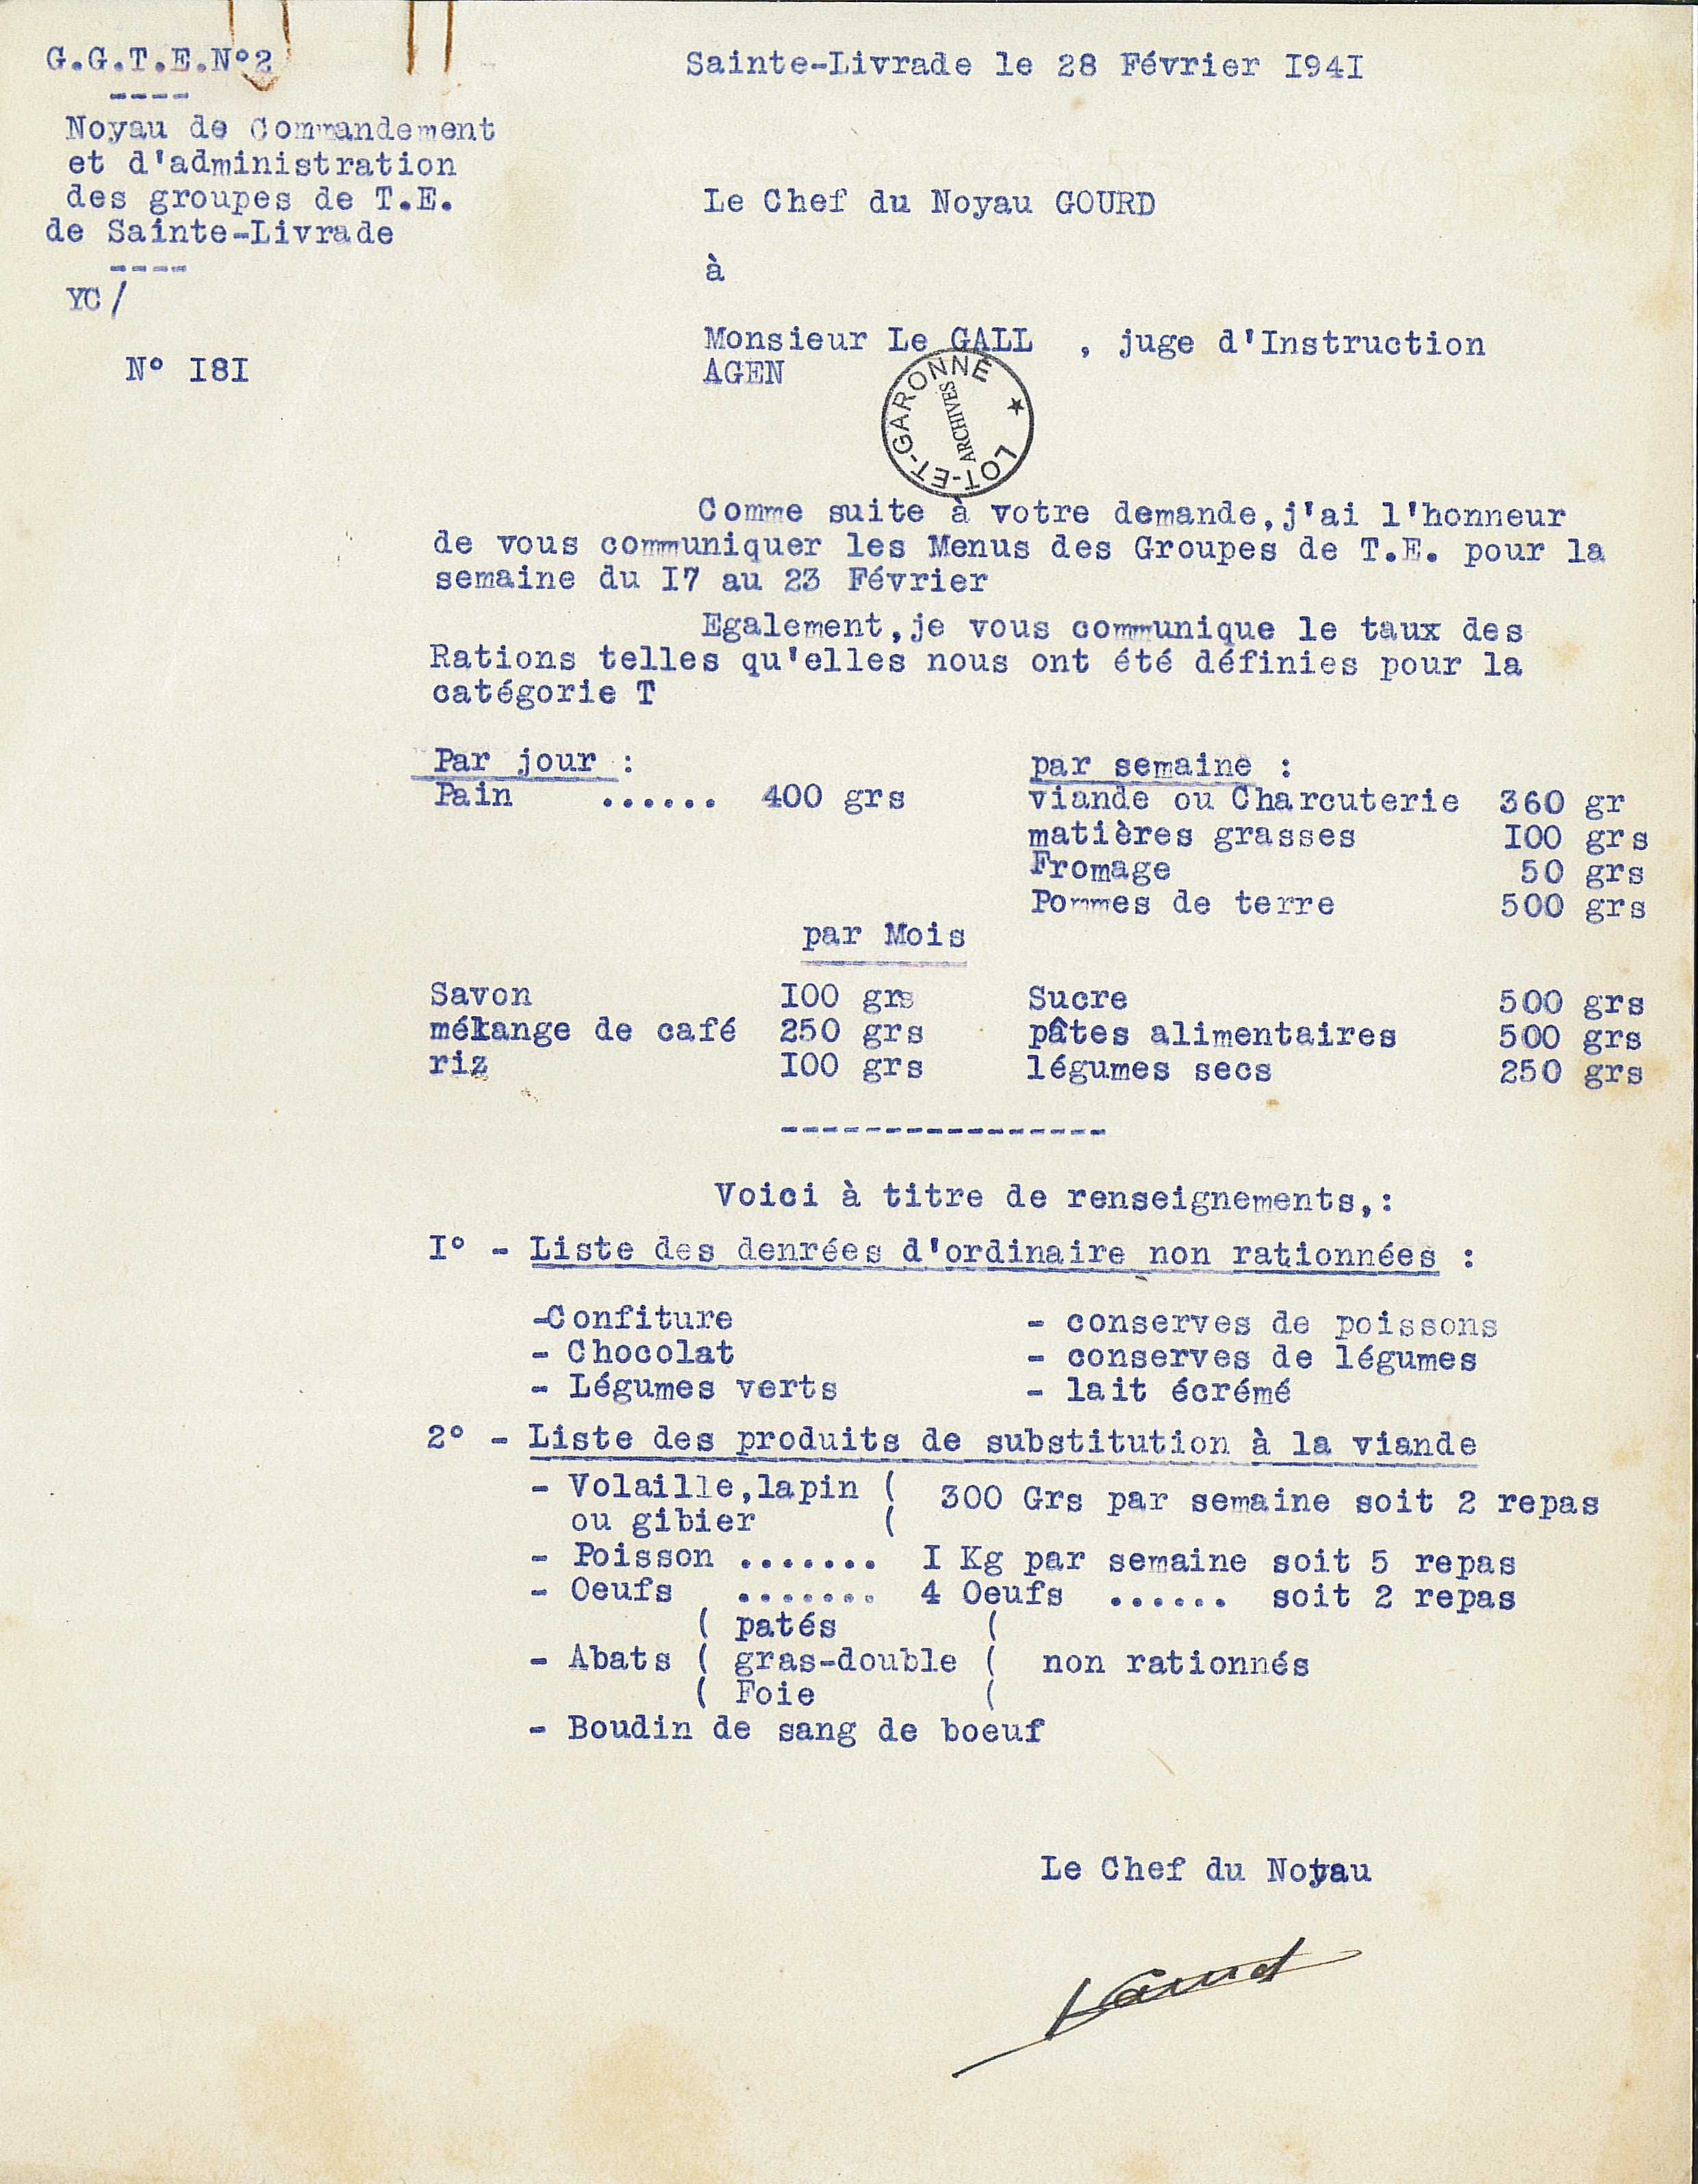 G.G.T.E.N°2
----
Noyau de Commandement
et d'administration
des groupes de T.E.
de Sainte-Livrade
----
YC/
N° I8I
Sainte-Livrade le 28 Février I94I
Le Chef du Noyau GOURD
à
Monsieur Le GALL , juge d'Instruction
AGEN
LOT-ET-GARONNE ★
ARCHIVES
Comme suite à votre demande,j'ai l'honneur
de vous communiquer les Menus des Groupes de T.E. pour la
semaine du I7 au 23 Février
Egalement,je vous communique le taux des
Rations telles qu'elles nous ont été définies pour la
catégorie T
Par jour : par semaine :
Pain ...... 400 grs viande ou Charcuterie 360 gr
matières grasses I00 grs
Fromage 50 grs
Pommes de terre 500 grs
par Mois
Savon I00 grs Sucre 500 grs
mélange de café 250 grs pâtes alimentaires 500 grs
riz I00 grs légumes secs 250 grs
----------------
Voici à titre de renseignements,:
I° - Liste des denrées d'ordinaire non rationnées :
-Confiture - conserves de poissons
- Chocolat - conserves de légumes
- Légumes verts - lait écrémé
2° - Liste des produits de substitution à la viande
- Volaille,lapin ( 300 Grs par semaine soit 2 repas
ou gibier (
- Poisson ....... I Kg par semaine soit 5 repas
- Oeufs ....... 4 Oeufs ...... soit 2 repas
( patés (
- Abats ( gras-double ( non rationnés
( Foie (
- Boudin de sang de boeuf
Le Chef du Noyau